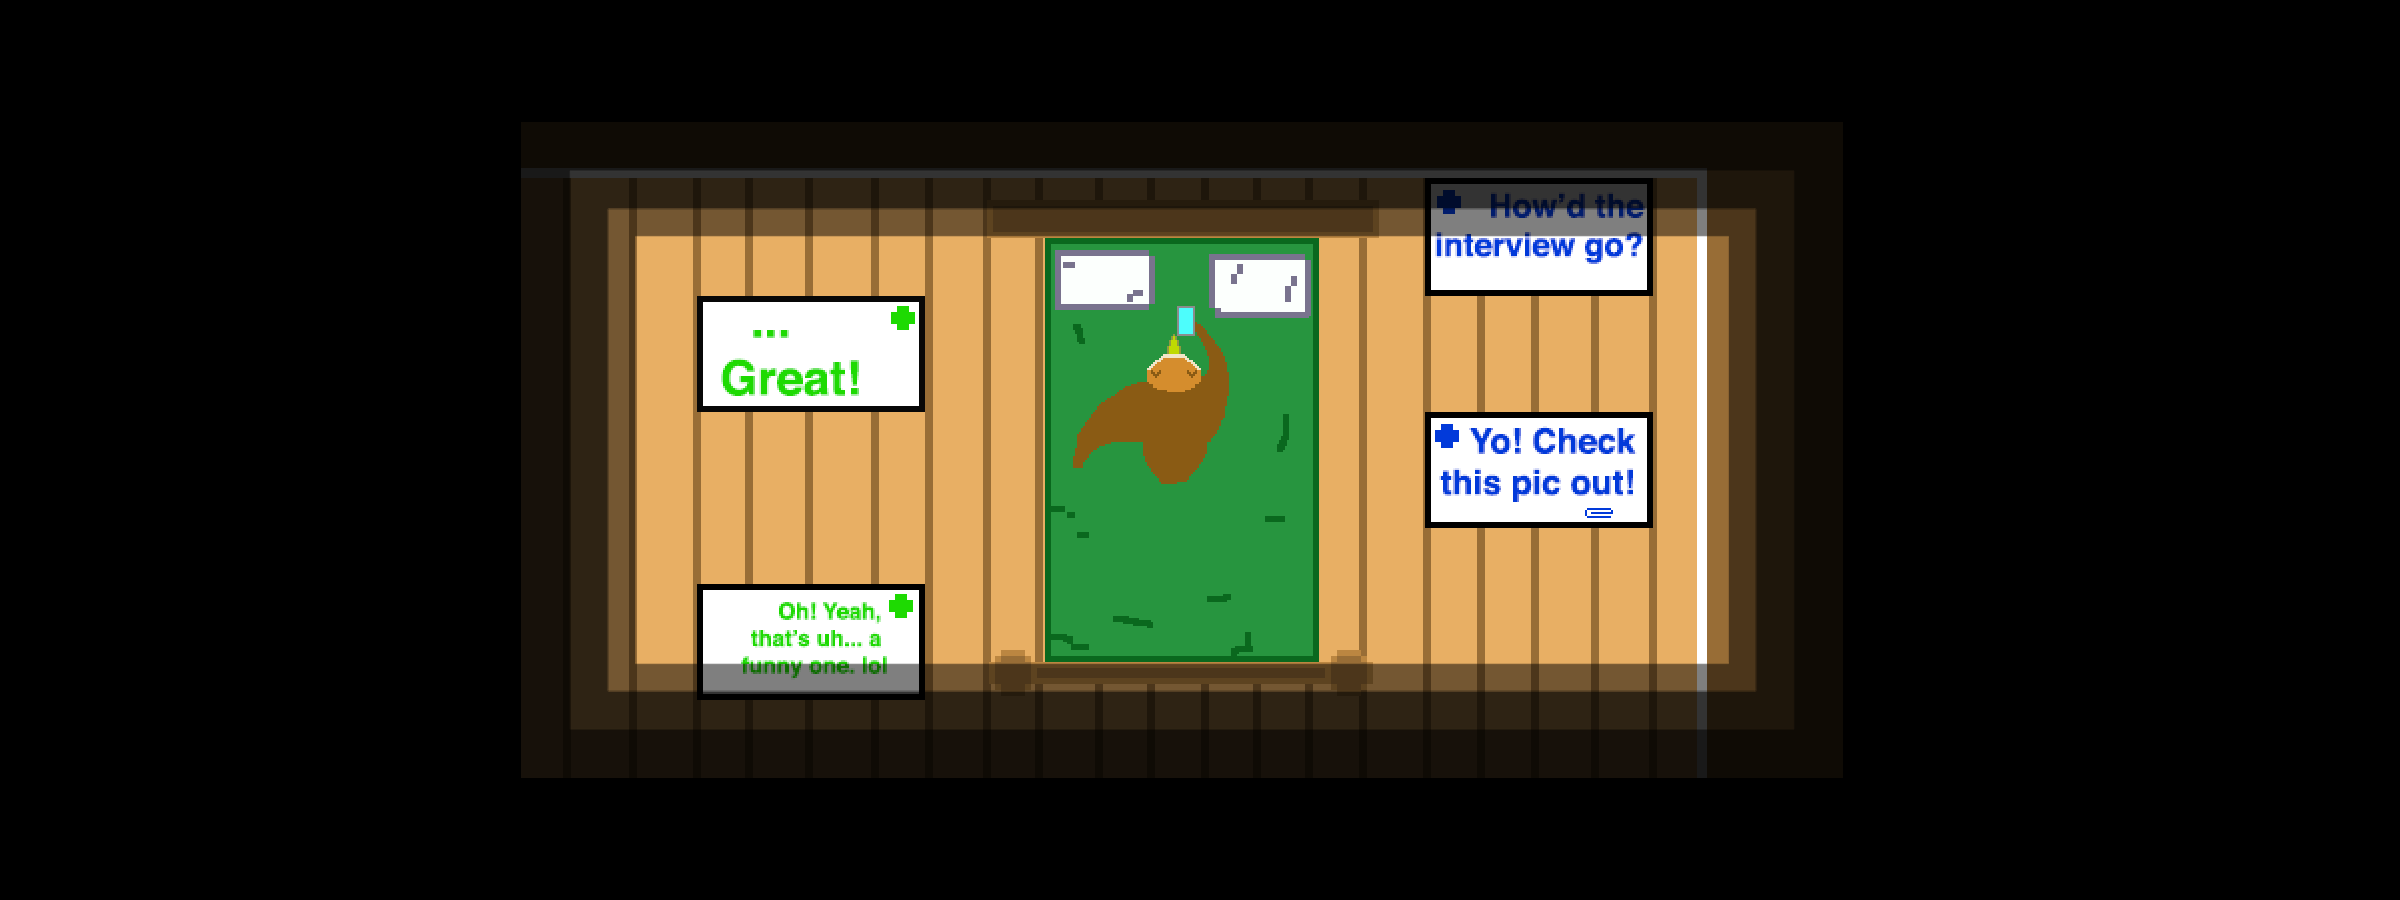 How’d the
interview go?
...
Great!
Yo! Check
this pic out!
Oh! Yeah,
that’s uh... a
funny one. lol